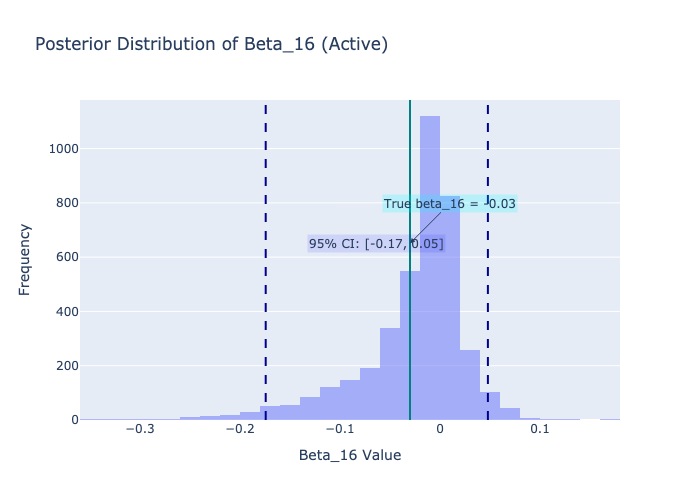 Posterior Distribution of Beta_16 (Active)
1000
800
600
400
200
0
Frequency
True beta_16 = -0.03
95% CI: [-0.17, 0.05]
−0.3
−0.2
−0.1
0
0.1
Beta_16 Value